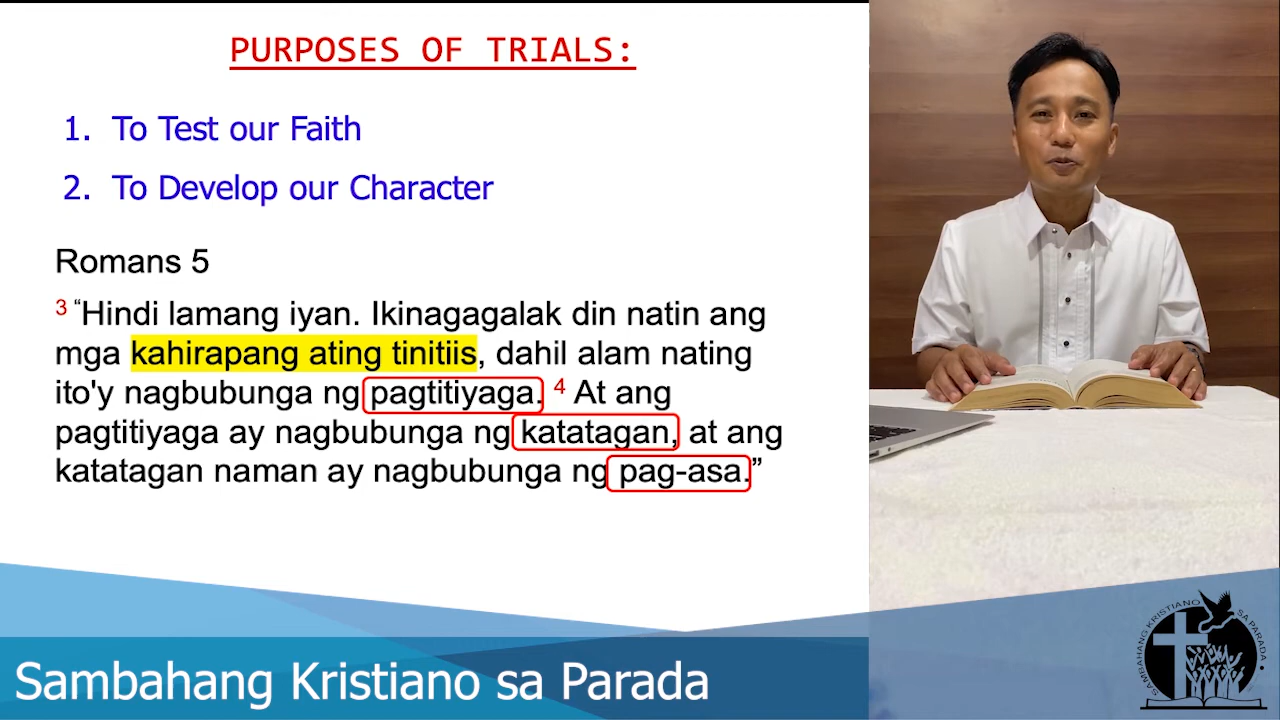 PURPOSES OF TRIALS:
1. To Test our Faith
2. To Develop our Character
Romans 5
3 “Hindi lamang iyan. Ikinagagalak din natin ang
mga kahirapang ating tinitiis, dahil alam nating
ito'y nagbubunga ng pagtitiyaga. 4 At ang
pagtitiyaga ay nagbubunga ng katatagan, at ang
katatagan naman ay nagbubunga ng pag-asa.”
Sambahang Kristiano sa Parada
SAMBAHANG KRISTIANO SA PARADA